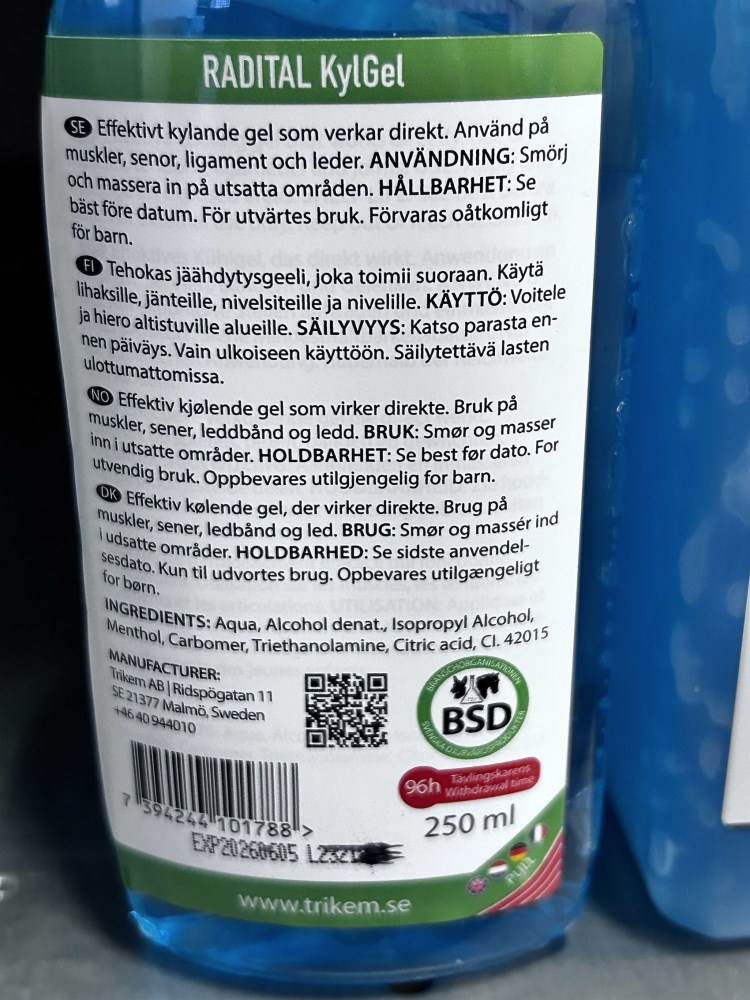 RADITAL KylGel
SE Effektivt kylande gel som verkar direkt. Använd på
muskler, senor, ligament och leder. ANVÄNDNING: Smörj
och massera in på utsatta områden. HÅLLBARHET: Se
bäst före datum. För utvärtes bruk. Förvaras oåtkomligt
för barn.
FI Tehokas jäähdytysgeeli, joka toimii suoraan. Käytä
lihaksille, jänteille, nivelsiteille ja nivelille. KÄYTTÖ: Voitele
ja hiero altistuville alueille. SÄILYVYYS: Katso parasta en-
nen päiväys. Vain ulkoiseen käyttöön. Säilytettävä lasten
ulottumattomissa.
NO Effektiv kjølende gel som virker direkte. Bruk på
muskler, sener, leddbånd og ledd. BRUK: Smør og masser
inn i utsatte områder. HOLDBARHET: Se best før dato. For
utvendig bruk. Oppbevares utilgjengelig for barn.
DK Effektiv kølende gel, der virker direkte. Brug på
muskler, sener, ledbånd og led. BRUG: Smør og massér ind
i udsatte områder. HOLDBARHED: Se sidste anvendel-
sesdato. Kun til udvortes brug. Opbevares utilgængeligt
for børn.
INGREDIENTS: Aqua, Alcohol denat., Isopropyl Alcohol,
Menthol, Carbomer, Triethanolamine, Citric acid, CI. 42015
MANUFACTURER:
Trikem AB | Ridspögatan 11
SE 21377 Malmö, Sweden
+46 40 944010
BRANSCHORGANISATIONEN
BSD
SVENSKA DJURVÅRDSPRODUKTER
96h Tävlingskarens
Withdrawal time
7 394244 101788 >
250 ml
EXP20260605 L2321
PULL
www.trikem.se